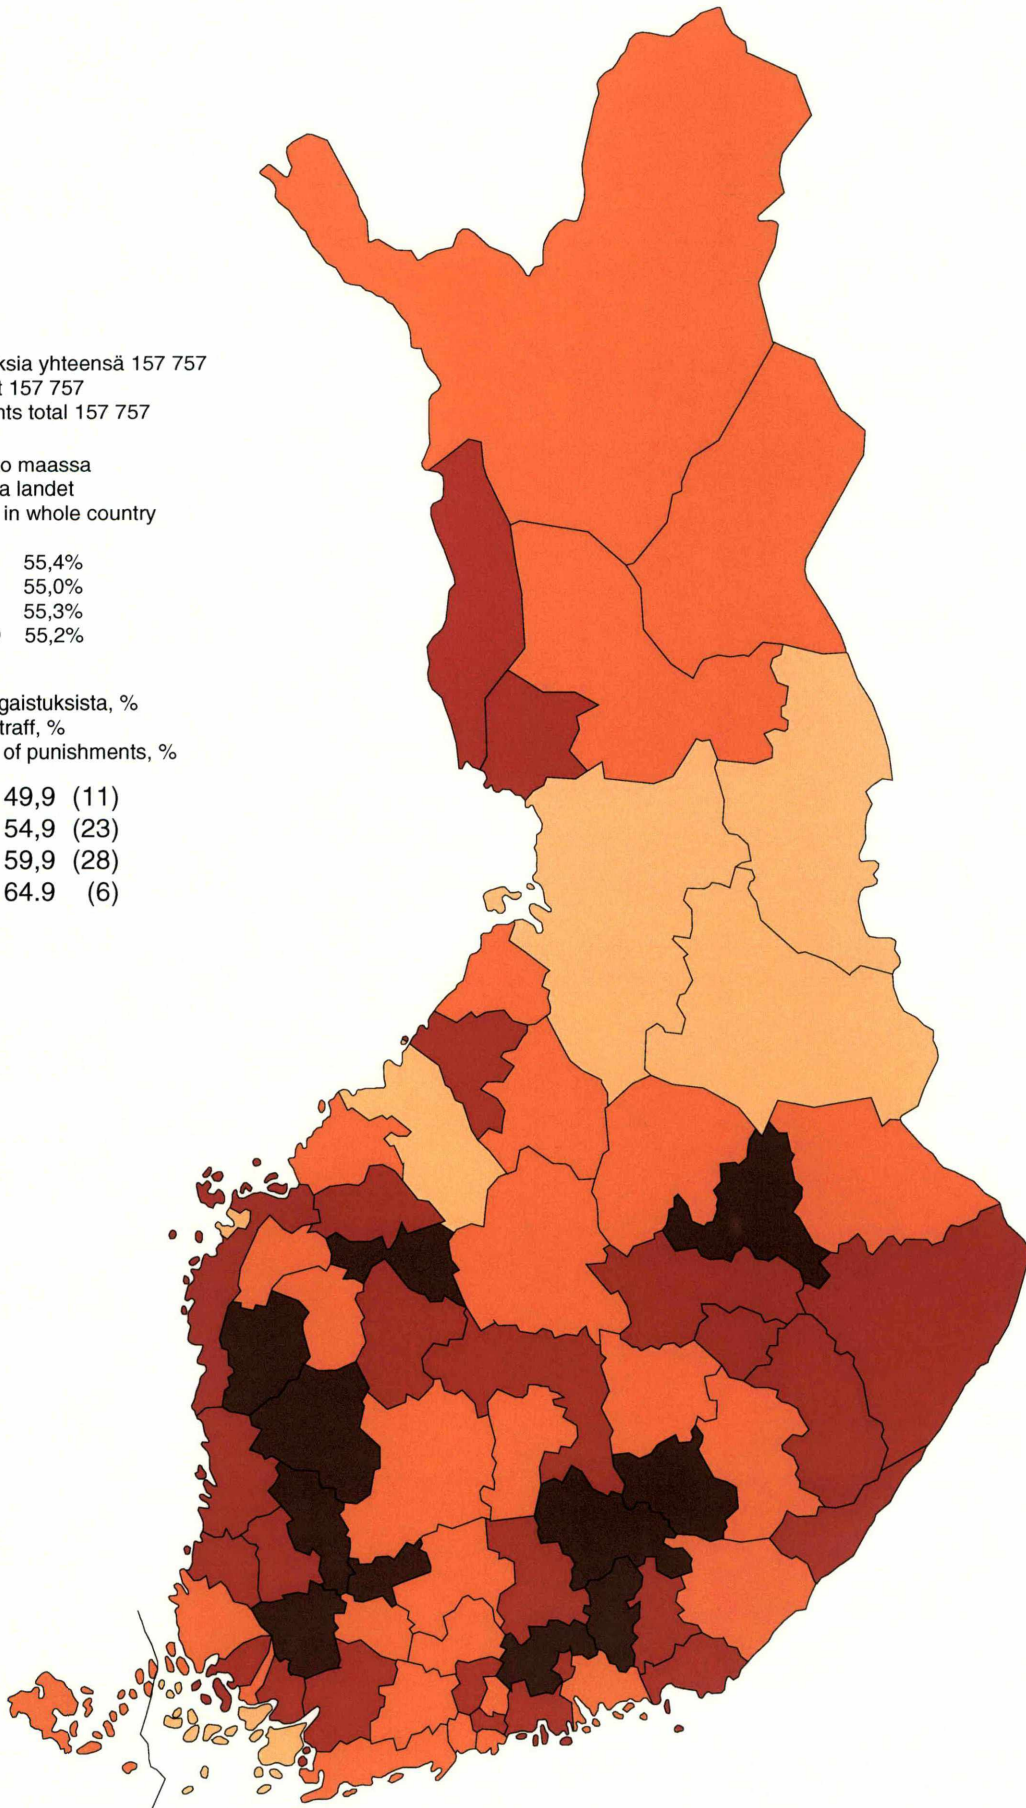 ksia yhteensä 157 757
t 157 757
nts total 157 757
o maassa
a landet
in whole country
55,4%
55,0%
55,3%
) 55,2%
gaistuksista, %
traff, %
of punishments, %
49,9 (11)
54,9 (23)
59,9 (28)
64.9 (6)